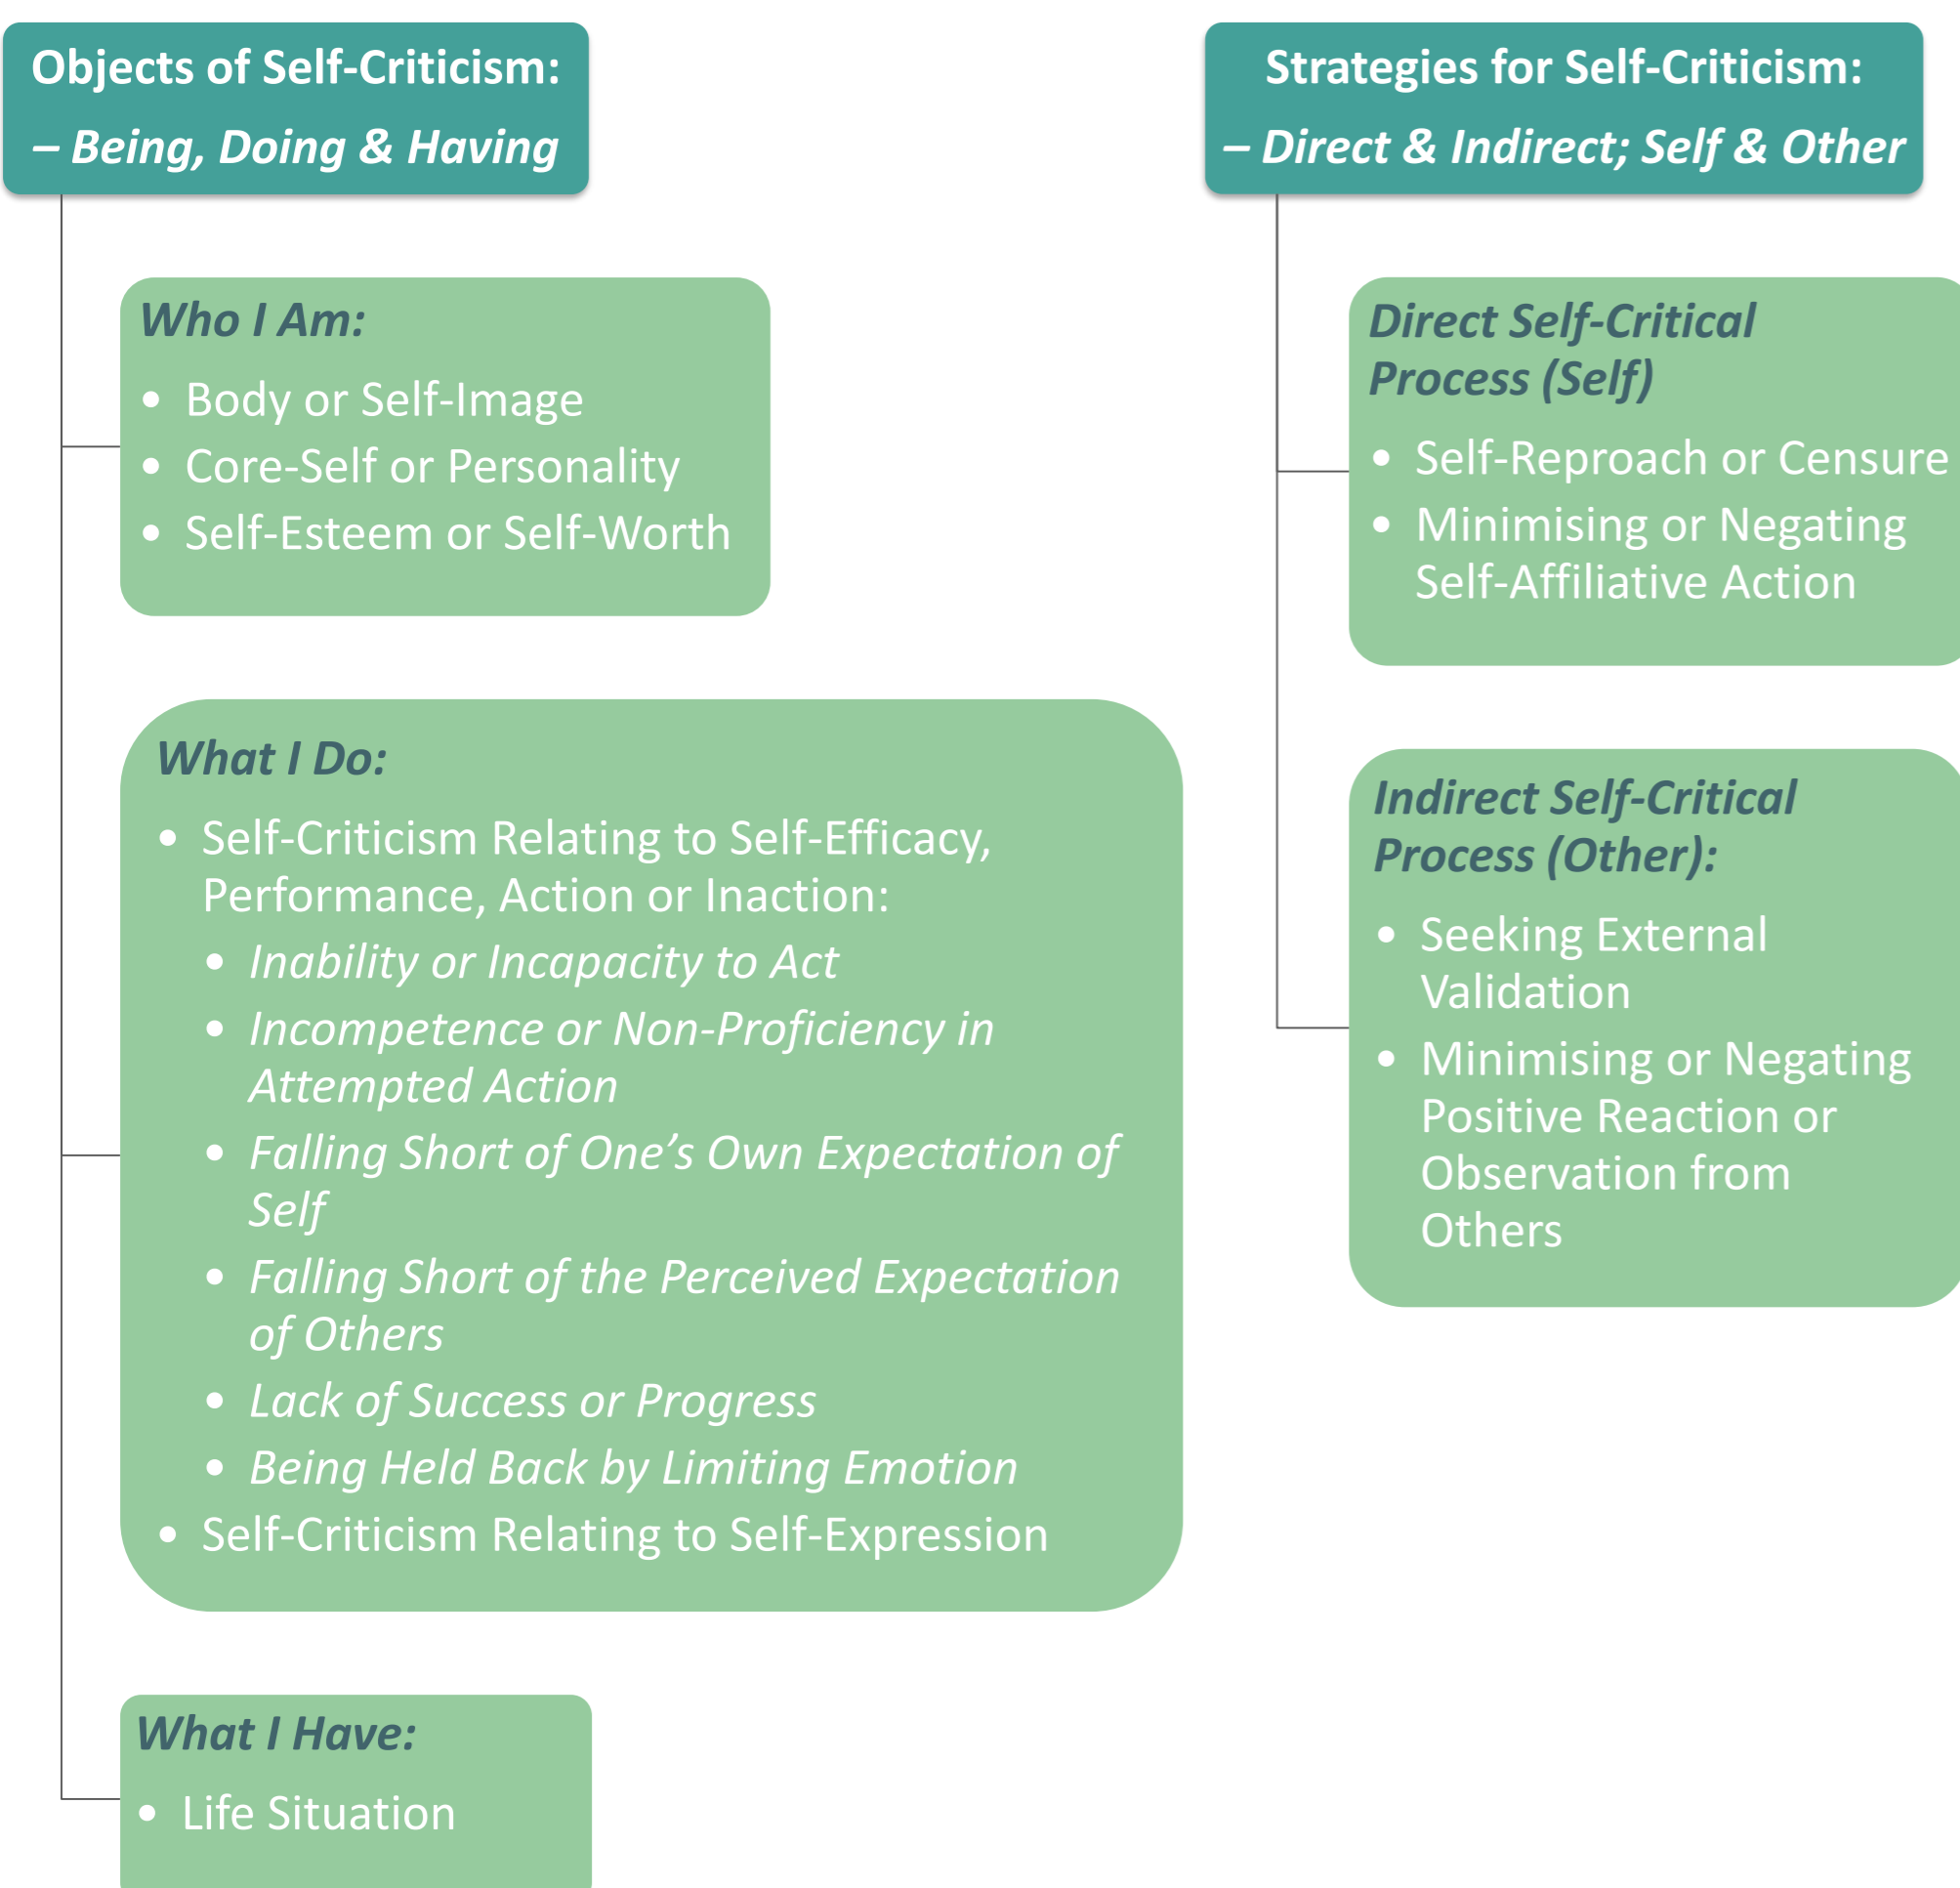 Objects of Self-Criticism:
– Being, Doing & Having
Who I Am:
• Body or Self-Image
• Core-Self or Personality
• Self-Esteem or Self-Worth
What I Do:
• Self-Criticism Relating to Self-Efficacy,
Performance, Action or Inaction:
• Inability or Incapacity to Act
• Incompetence or Non-Proficiency in
Attempted Action
• Falling Short of One’s Own Expectation of
Self
• Falling Short of the Perceived Expectation
of Others
• Lack of Success or Progress
• Being Held Back by Limiting Emotion
• Self-Criticism Relating to Self-Expression
What I Have:
• Life Situation
Strategies for Self-Criticism:
– Direct & Indirect; Self & Other
Direct Self-Critical
Process (Self)
• Self-Reproach or Censure
• Minimising or Negating
Self-Affiliative Action
Indirect Self-Critical
Process (Other):
• Seeking External
Validation
• Minimising or Negating
Positive Reaction or
Observation from
Others